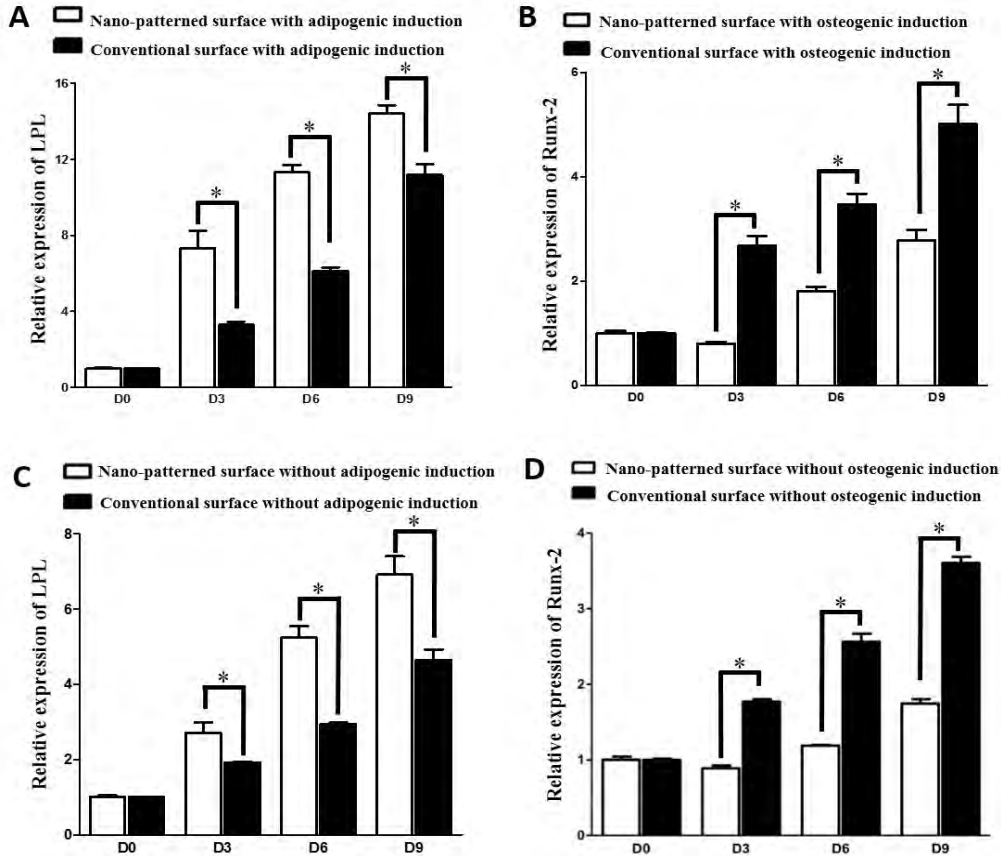 A
Nano-patterned surface with adipogenic induction
Conventional surface with adipogenic induction
Relative expression of LPL
16
12
8
4
0
*
*
*
D0 D3 D6 D9
B
Nano-patterned surface with osteogenic induction
Conventional surface with osteogenic induction
Relative expression of Runx-2
6
4
2
0
*
*
*
D0 D3 D6 D9
C
Nano-patterned surface without adipogenic induction
Conventional surface without adipogenic induction
Relative expression of LPL
8
6
4
2
0
*
*
*
D0 D3 D6 D9
D
Nano-patterned surface without osteogenic induction
Conventional surface without osteogenic induction
Relative expression of Runx-2
4
3
2
1
0
*
*
*
D0 D3 D6 D9